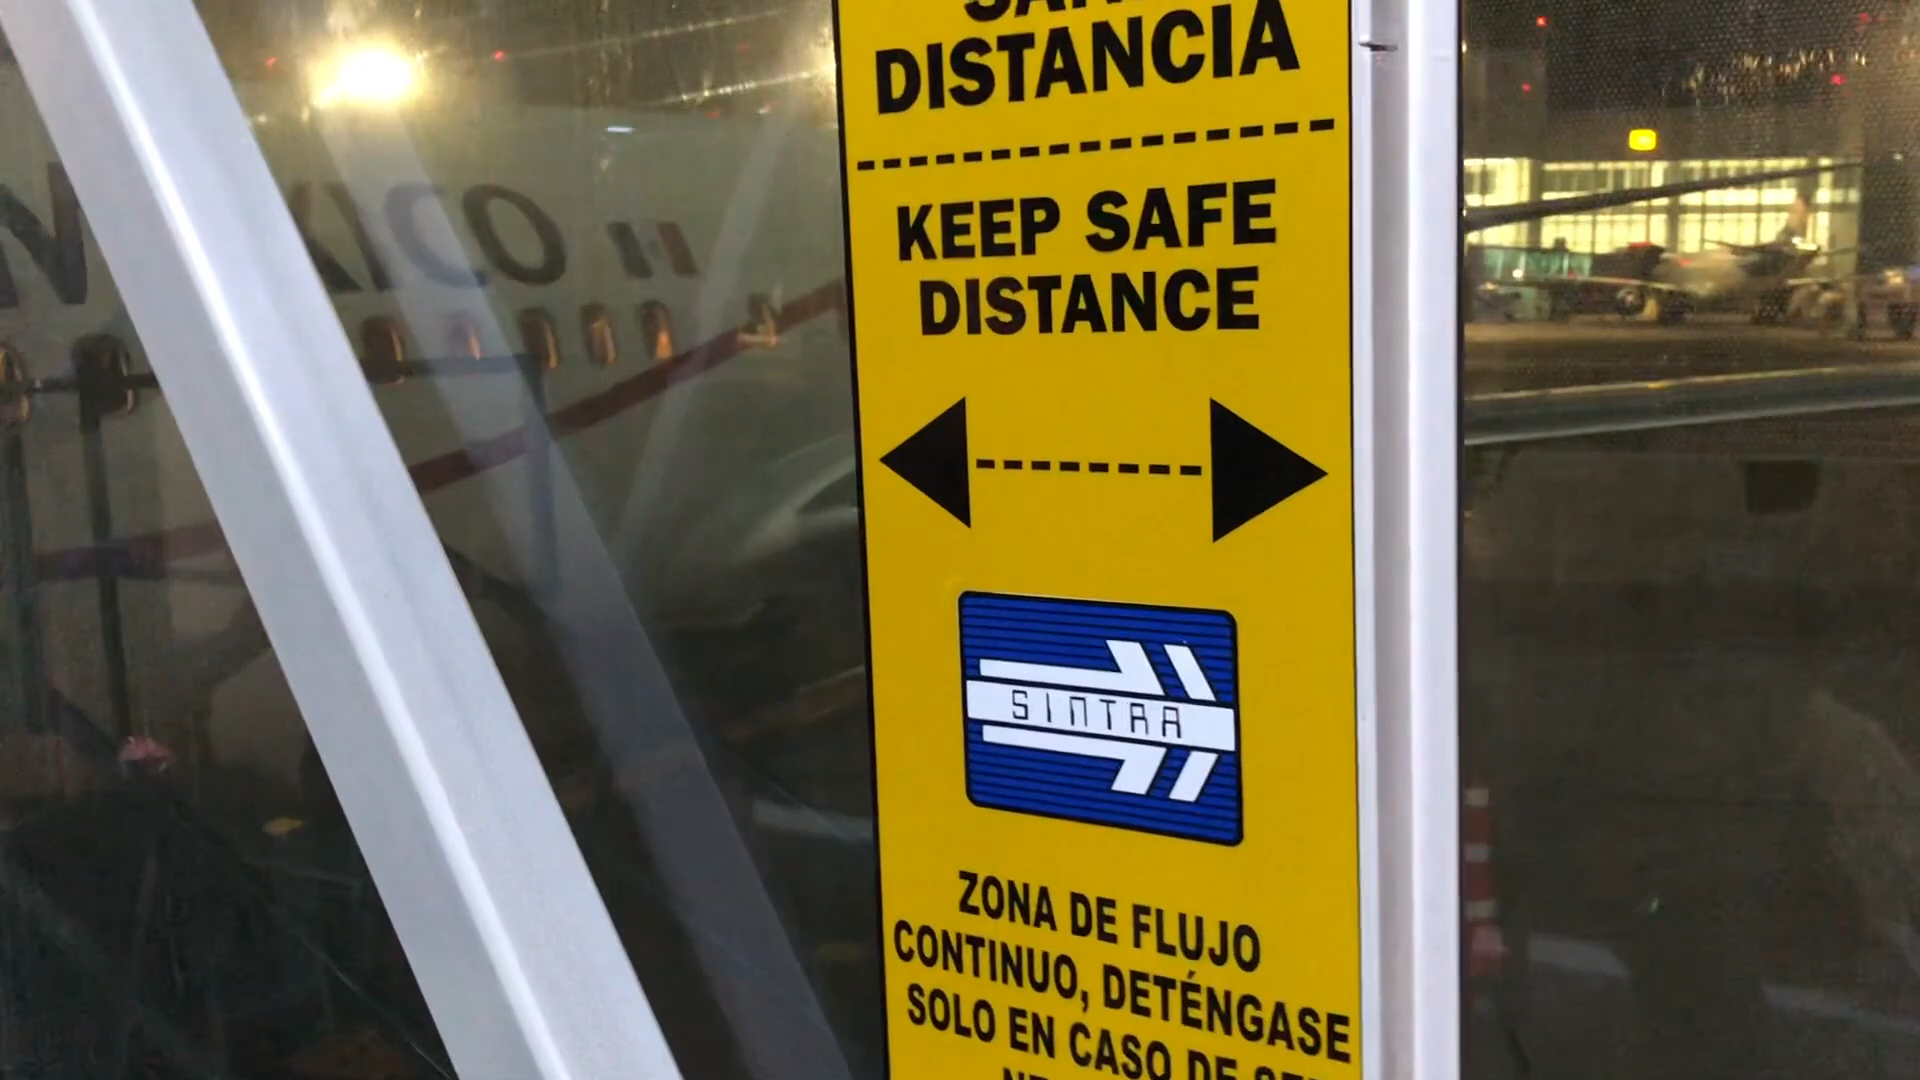 DISTANCIA
KEEP SAFE
DISTANCE
SINTRA
ZONA DE FLUJO
CONTINUO, DETÉNGASE
SOLO EN CASO DE